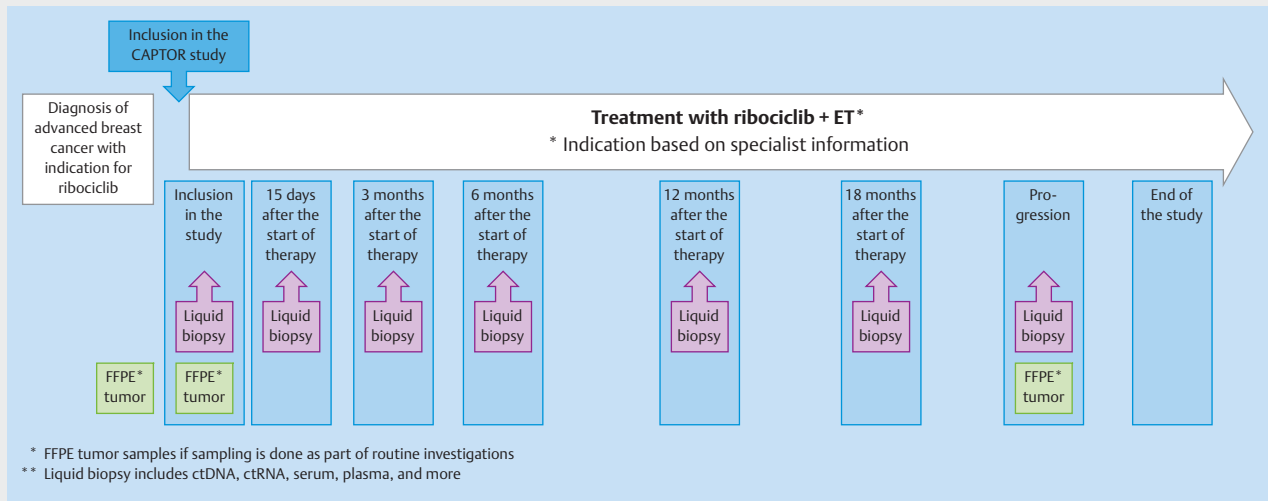 Inclusion in the
CAPTOR study
Diagnosis of
advanced breast
cancer with
indication for
ribociclib
Treatment with ribociclib + ET*
* Indication based on specialist information
Inclusion
in the
study
15 days
after the
start of
therapy
3 months
after the
start of
therapy
6 months
after the
start of
therapy
12 months
after the
start of
therapy
18 months
after the
start of
therapy
Pro-
gression
End of
the study
Liquid
biopsy
Liquid
biopsy
Liquid
biopsy
Liquid
biopsy
Liquid
biopsy
Liquid
biopsy
Liquid
biopsy
FFPE*
tumor
FFPE*
tumor
FFPE*
tumor
* FFPE tumor samples if sampling is done as part of routine investigations
** Liquid biopsy includes ctDNA, ctRNA, serum, plasma, and more